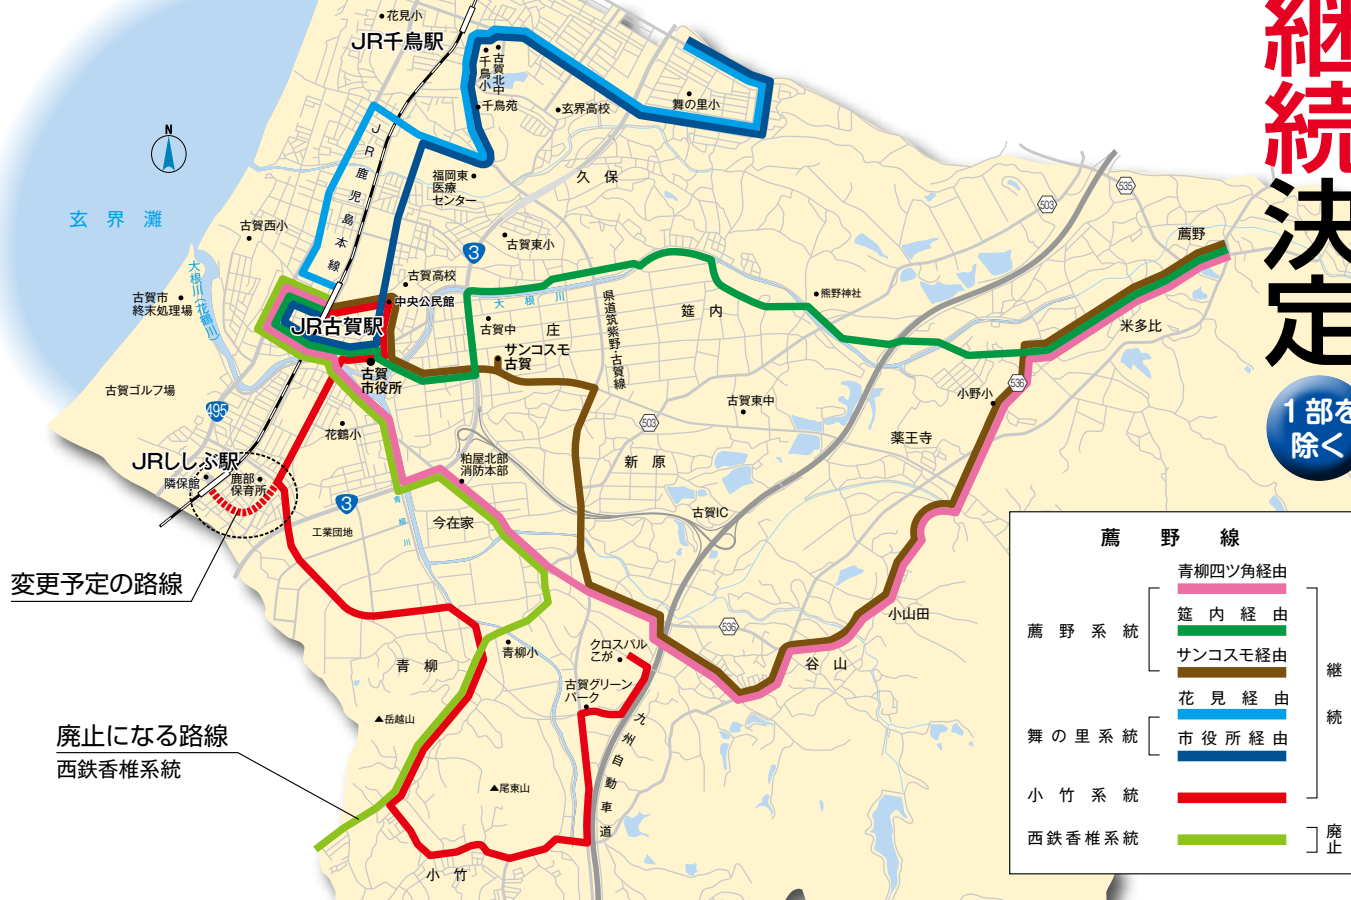 継続決定
1部を
除く
花見小
JR千鳥駅
千鳥小
古賀北中
千鳥苑
玄界高校
舞の里小
JR鹿児島本線
N
福岡東
医療
センター
久保
玄界灘
古賀西小
3
古賀東小
503
535
薦野
大根川(花鶴川)
古賀市
終末処理場
古賀高校
中央公民館
大根川
熊野神社
筵内
米多比
JR古賀駅
古賀中
庄
県道筑紫野・古賀線
サンコスモ
古賀
古賀
市役所
古賀ゴルフ場
495
536
小野小
古賀東中
503
花鶴小
薬王寺
JRししぶ駅
隣保館
鹿部
保育所
粕屋北部
消防本部
新原
3
青柳川
今在家
古賀IC
工業団地
変更予定の路線
536
小山田
クロスパル
こが
青柳小
青柳
谷山
古賀グリーン
パーク
九州自動車道
岳越山
廃止になる路線
西鉄香椎系統
尾東山
小竹
薦野線
青柳四ツ角経由
薦野系統
筵内経由
サンコスモ経由
花見経由
舞の里系統
市役所経由
小竹系統
継続
西鉄香椎系統
廃止